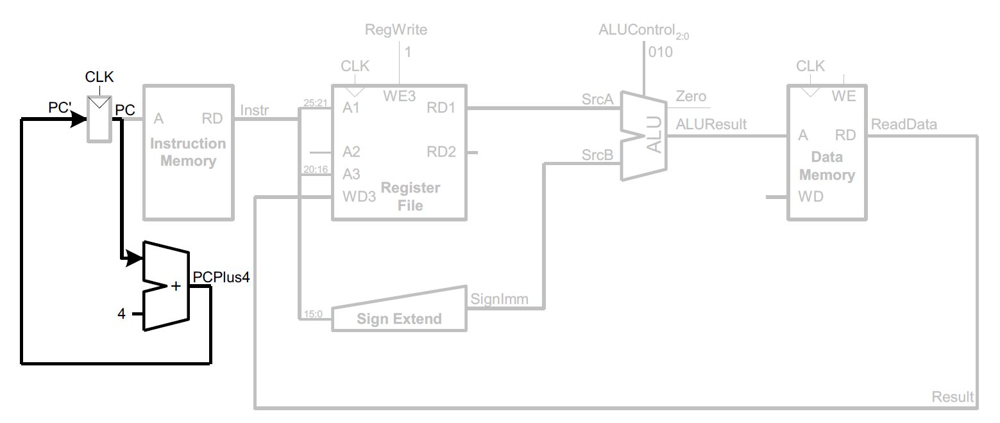 RegWrite
ALUControl2:0
1
010
CLK
CLK
CLK
PC'
PC
A
RD
Instr
25:21
A1
WE3
RD1
SrcA
Zero
WE
Instruction
Memory
ALU
ALUResult
A
RD
ReadData
A2
RD2
SrcB
Data
Memory
20:16
A3
WD3
Register
File
WD
PCPlus4
+
4
SignImm
15:0
Sign Extend
Result